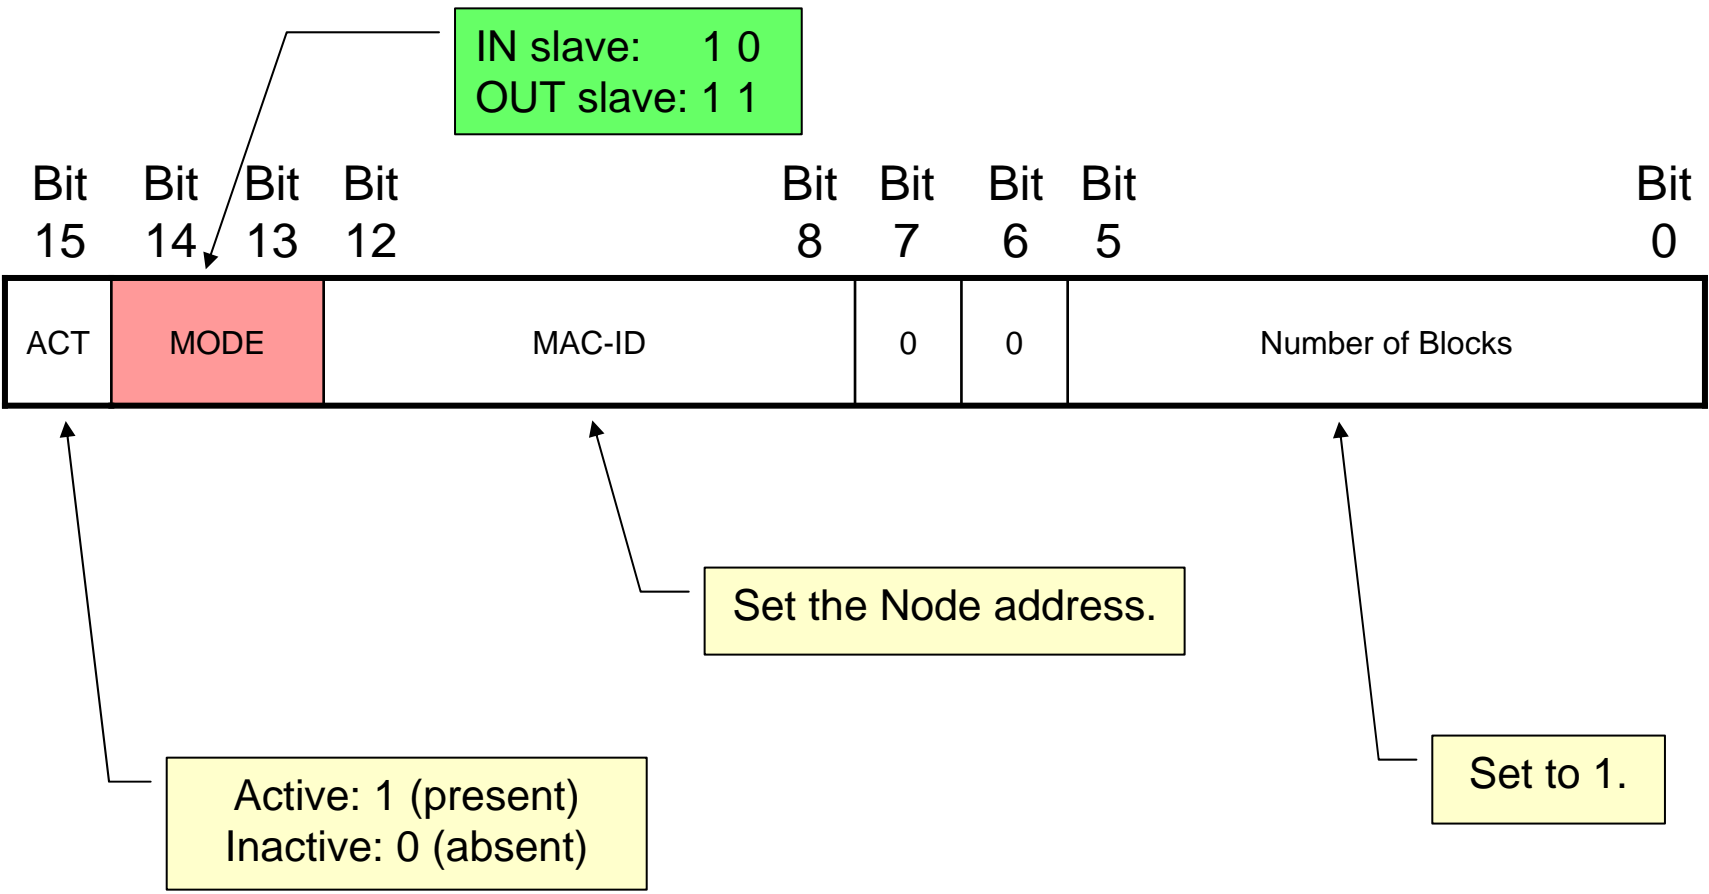 IN slave: 1 0
OUT slave: 1 1
Bit Bit Bit Bit Bit Bit Bit Bit Bit
15 14 13 12 8 7 6 5 0
ACT MODE MAC-ID 0 0 Number of Blocks
Set the Node address.
Set to 1.
Active: 1 (present)
Inactive: 0 (absent)